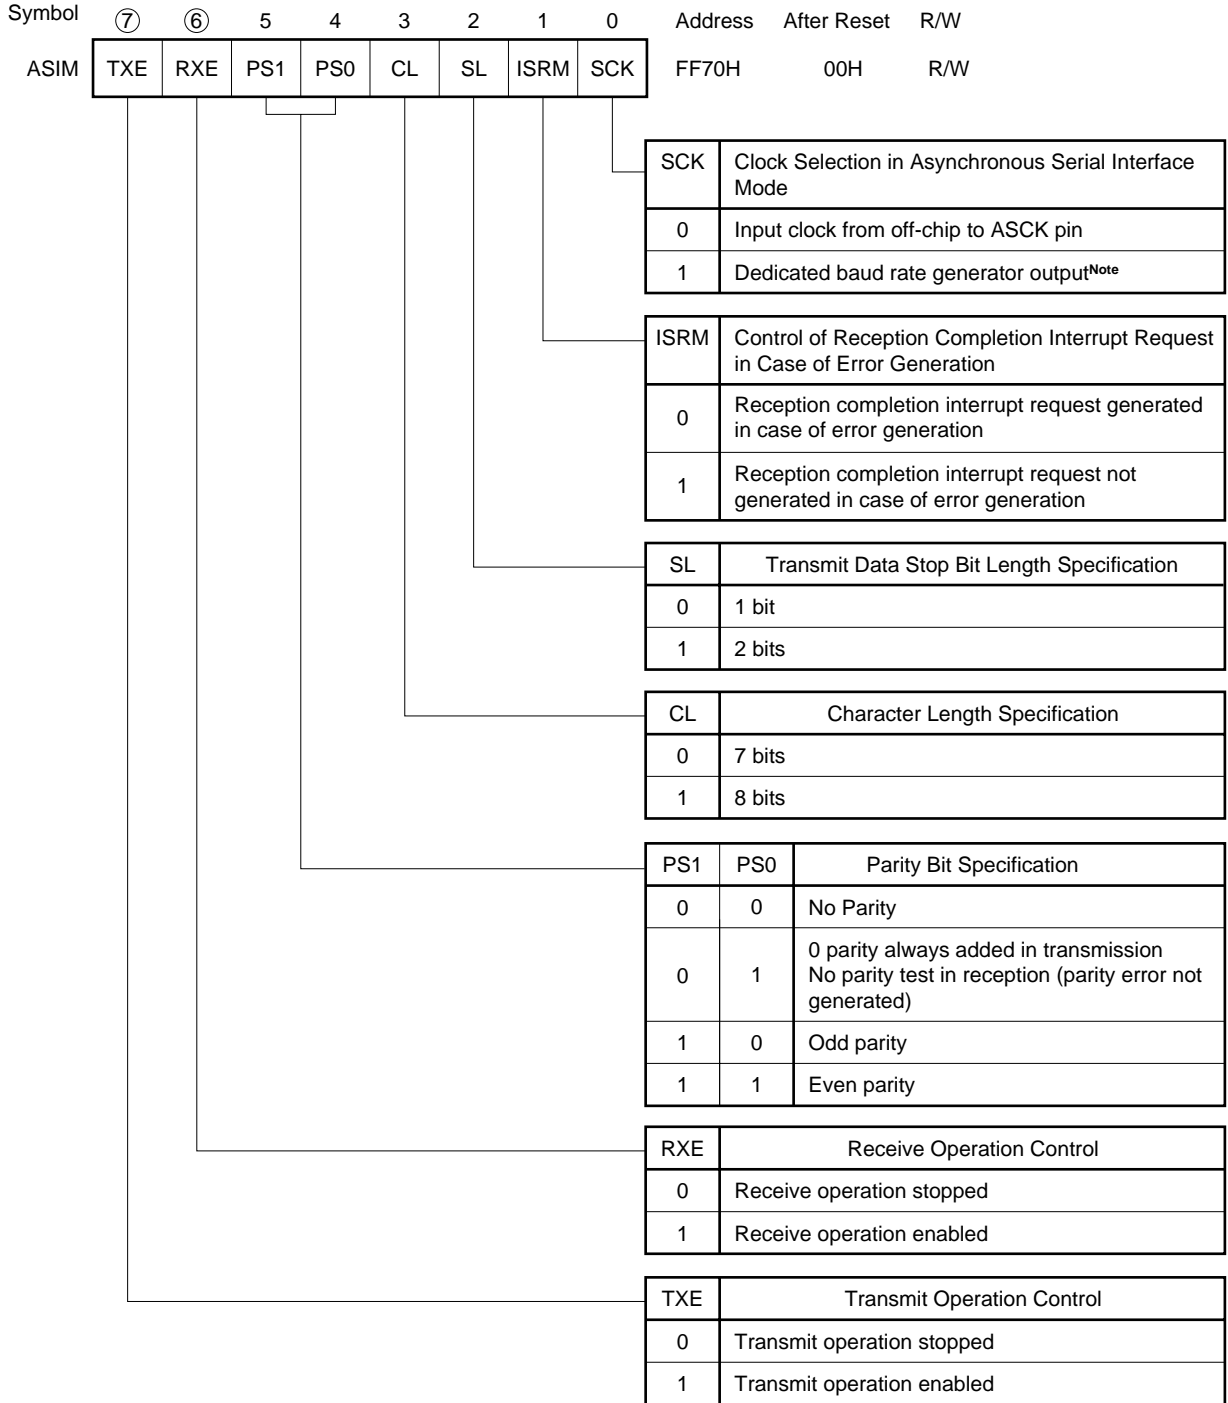 Symbol ⑦ ⑥ 5 4 3 2 1 0 Address After Reset R/W
ASIM TXE RXE PS1 PS0 CL SL ISRM SCK FF70H 00H R/W
SCK Clock Selection in Asynchronous Serial Interface
Mode
0 Input clock from off-chip to ASCK pin
1 Dedicated baud rate generator outputNote
ISRM Control of Reception Completion Interrupt Request
in Case of Error Generation
0 Reception completion interrupt request generated
in case of error generation
1 Reception completion interrupt request not
generated in case of error generation
SL Transmit Data Stop Bit Length Specification
0 1 bit
1 2 bits
CL Character Length Specification
0 7 bits
1 8 bits
PS1 PS0 Parity Bit Specification
0 0 No Parity
0 1 0 parity always added in transmission
No parity test in reception (parity error not
generated)
1 0 Odd parity
1 1 Even parity
RXE Receive Operation Control
0 Receive operation stopped
1 Receive operation enabled
TXE Transmit Operation Control
0 Transmit operation stopped
1 Transmit operation enabled